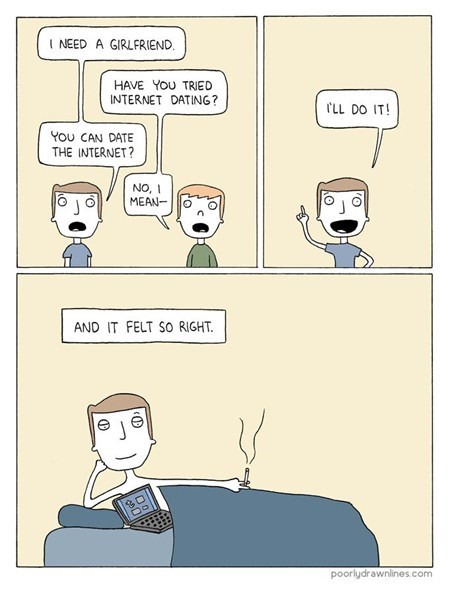 I NEED A GIRLFRIEND.
HAVE YOU TRIED
INTERNET DATING?
YOU CAN DATE
THE INTERNET?
NO, I
MEAN—
I'LL DO IT!
AND IT FELT SO RIGHT.
poorlydrawnlines.com